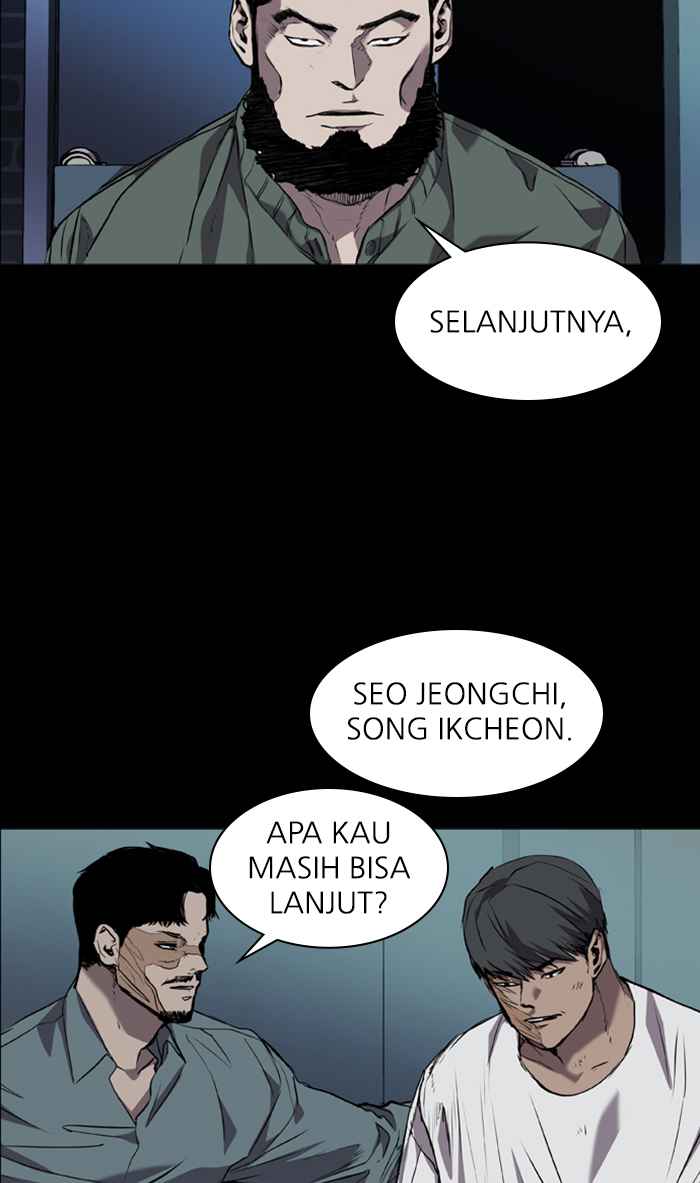 SELANJUTNYA,
SEO JEONGCHI,
SONG IKCHEON.
APA KAU
MASIH BISA
LANJUT?